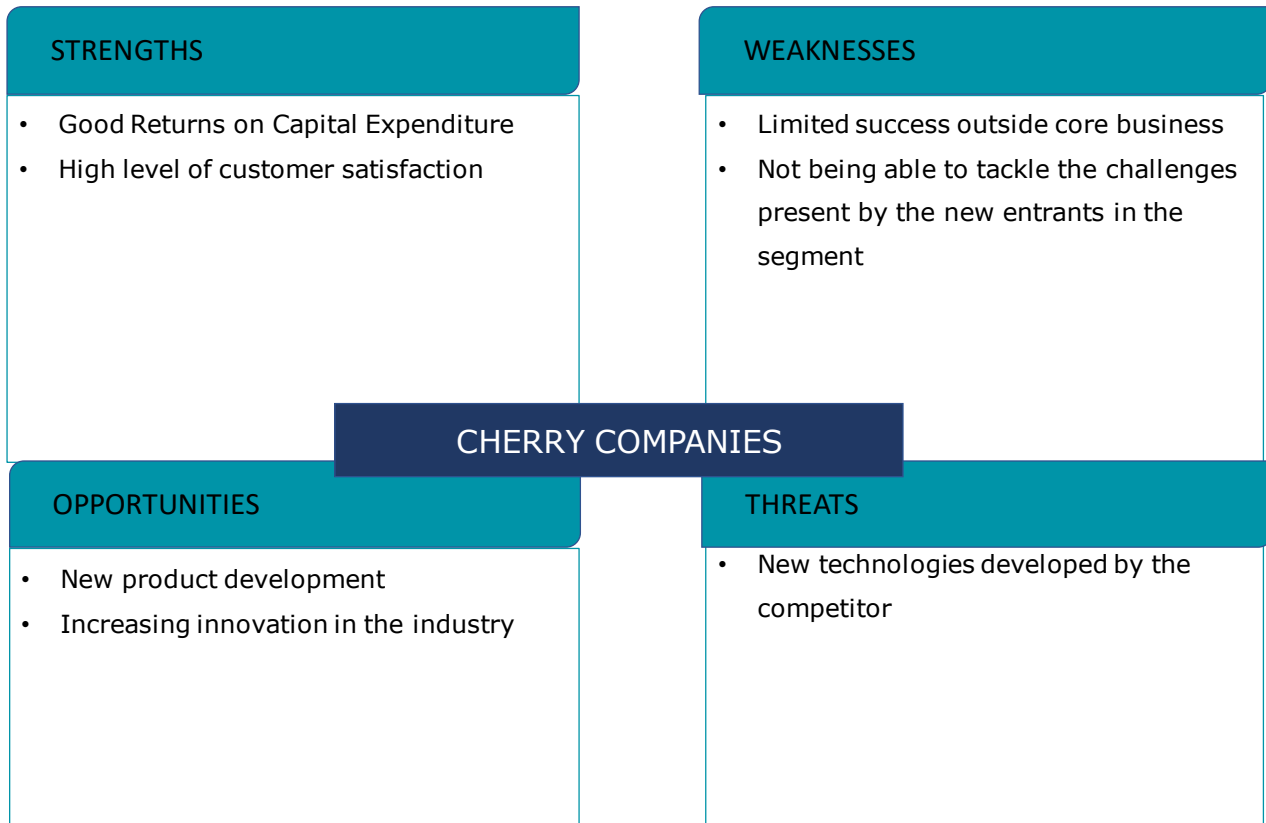 STRENGTHS
• Good Returns on Capital Expenditure
• High level of customer satisfaction
WEAKNESSES
• Limited success outside core business
• Not being able to tackle the challenges
present by the new entrants in the
segment
CHERRY COMPANIES
OPPORTUNITIES
• New product development
• Increasing innovation in the industry
THREATS
• New technologies developed by the
competitor